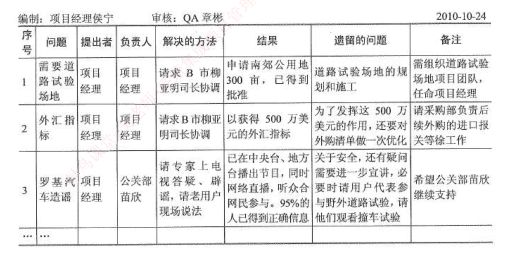 编制：项目经理侯宁 审核：QA 章彬 2010-10-24
序号 问题 提出者 负责人 解决的方法 结果 遗留的问题 备注
1 需要道路试验场地 项目经理 项目经理 请求 B 市柳亚明司长协调 申请南郊公用地 300 亩，已得到批准 道路试验场地的规划和施工 需组织道路试验场地项目团队，任命项目经理
2 外汇指标 项目经理 项目经理 请求 B 市柳亚明司长协调 以获得 500 万美元的外汇指标 为了发挥这 500 万美元的作用，还要对外购清单做一次优化 请采购部负责后续外购的进口报关等徐工作
3 罗基汽车造谣 项目经理 公关部苗欣 请专家上电视答疑、辟谣，请老用户现场说法 已在中央台、地方台播出节目，同时网络直播，听众合网民参与。95%的人已得到正确信息 关于安全，还有疑问需要进一步宣讲，必要时请用户代表参与野外道路试验，请他们观看撞车试验 希望公关部苗欣继续支持
… …